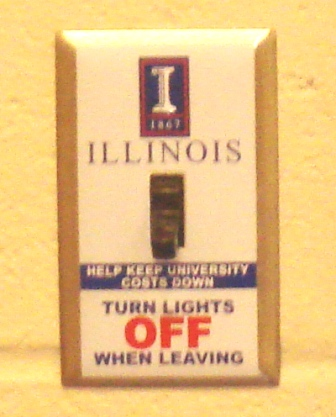 I
1867
ILLINOIS
HELP KEEP UNIVERSITY
COSTS DOWN
TURN LIGHTS
OFF
WHEN LEAVING